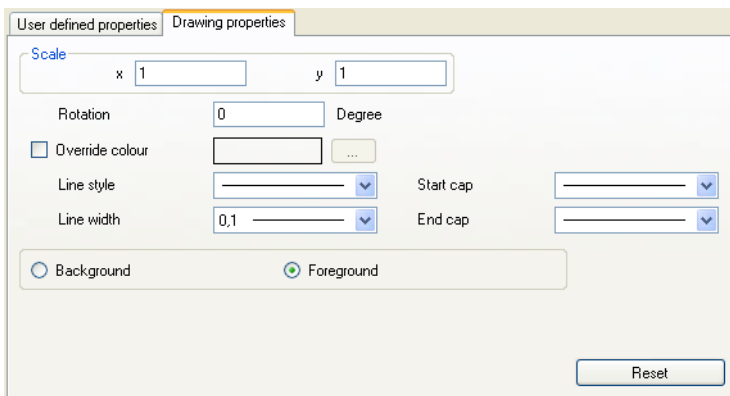 User defined properties Drawing properties
Scale
x 1 y 1
Rotation 0 Degree
Override colour ...
Line style Start cap
Line width 0,1 End cap
Background Foreground
Reset